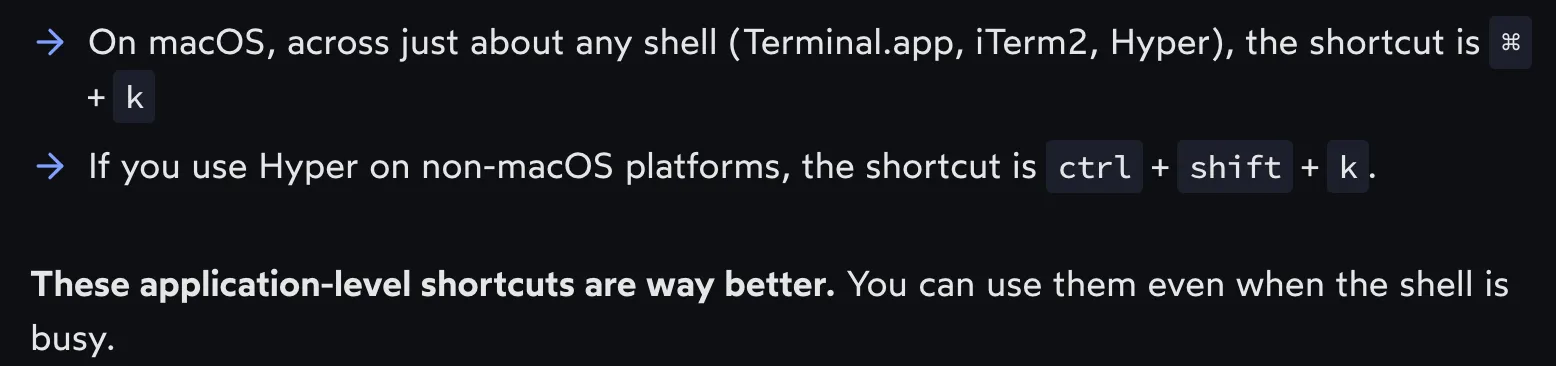 → On macOS, across just about any shell (Terminal.app, iTerm2, Hyper), the shortcut is ⌘
+ k
→ If you use Hyper on non-macOS platforms, the shortcut is ctrl + shift + k.
These application-level shortcuts are way better. You can use them even when the shell is
busy.